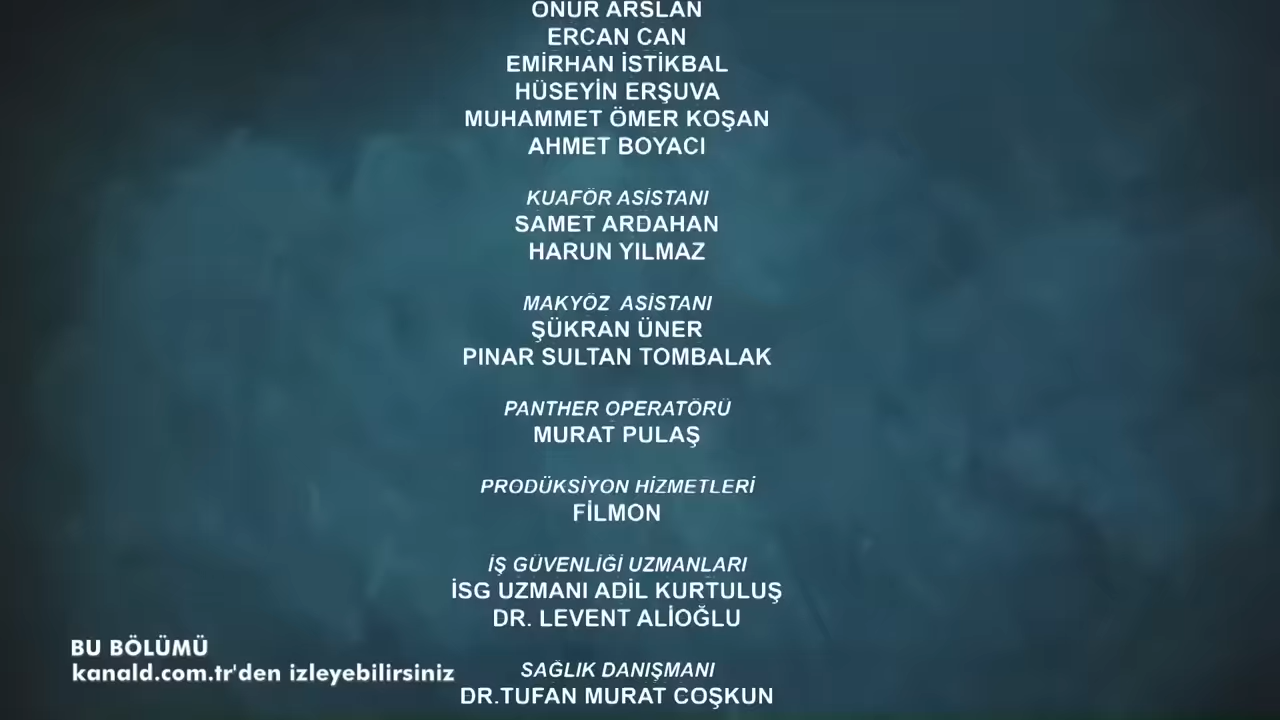 ONUR ARSLAN
ERCAN CAN
EMİRHAN İSTİKBAL
HÜSEYİN ERŞUVA
MUHAMMET ÖMER KOŞAN
AHMET BOYACI
KUAFÖR ASİSTANI
SAMET ARDAHAN
HARUN YILMAZ
MAKYÖZ ASİSTANI
ŞÜKRAN ÜNER
PINAR SULTAN TOMBALAK
PANTHER OPERATÖRÜ
MURAT PULAŞ
PRODÜKSİYON HİZMETLERİ
FİLMON
İŞ GÜVENLİĞİ UZMANLARI
İSG UZMANI ADİL KURTULUŞ
DR. LEVENT ALİOĞLU
SAĞLIK DANIŞMANI
DR.TUFAN MURAT COŞKUN
BU BÖLÜMÜ
kanald.com.tr'den izleyebilirsiniz